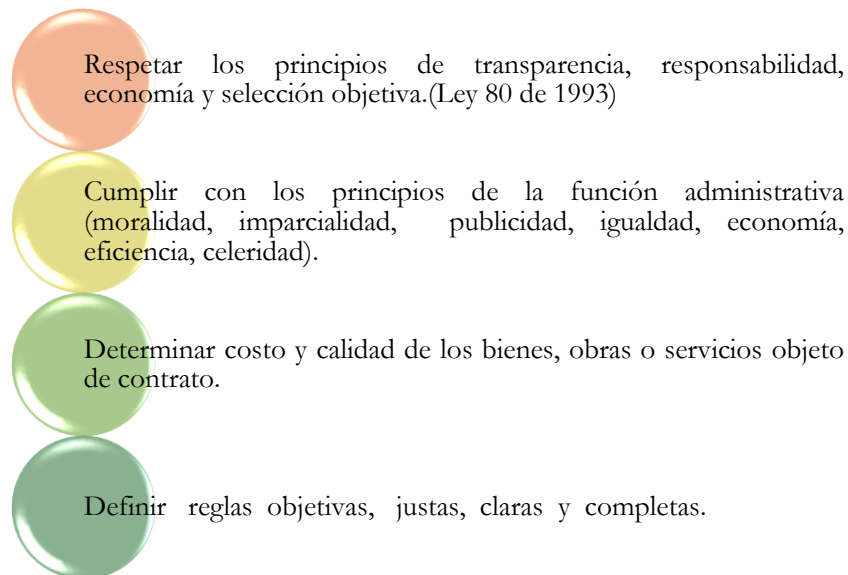 Respetar los principios de transparencia, responsabilidad,
economía y selección objetiva.(Ley 80 de 1993)
Cumplir con los principios de la función administrativa
(moralidad, imparcialidad, publicidad, igualdad, economía,
eficiencia, celeridad).
Determinar costo y calidad de los bienes, obras o servicios objeto
de contrato.
Definir reglas objetivas, justas, claras y completas.